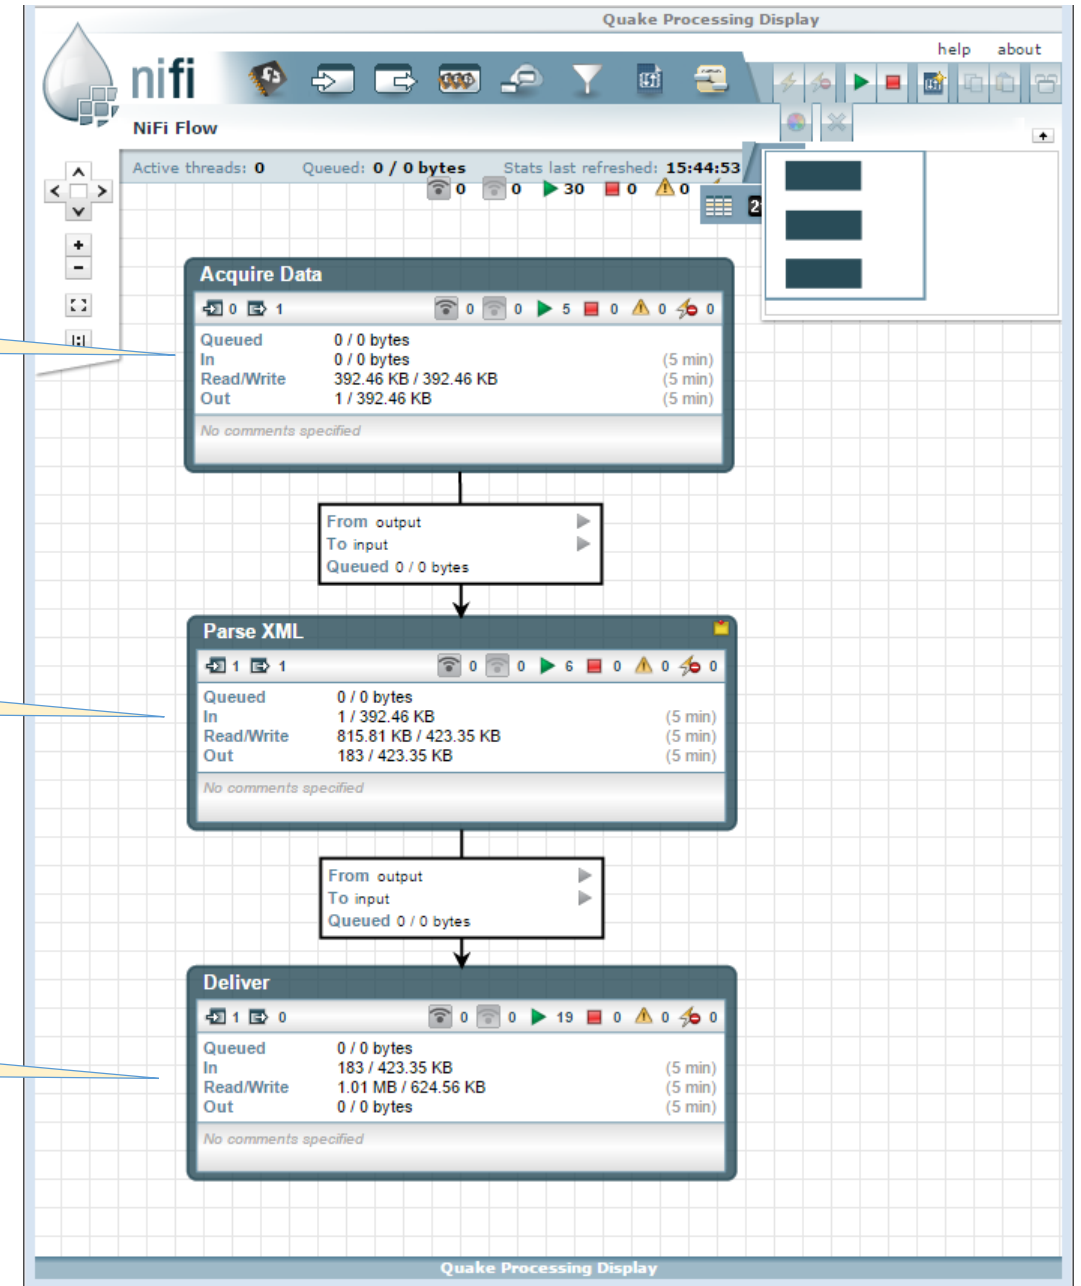 Quake Processing Display
help about
nifi
NiFi Flow
Active threads: 0 Queued: 0 / 0 bytes Stats last refreshed: 15:44:53
0 0 30 0 0
Acquire Data
0 1 0 0 5 0 0 0
Queued 0 / 0 bytes
In 0 / 0 bytes (5 min)
Read/Write 392.46 KB / 392.46 KB (5 min)
Out 1 / 392.46 KB (5 min)
No comments specified
From output
To input
Queued 0 / 0 bytes
Parse XML
1 1 0 0 6 0 0 0
Queued 0 / 0 bytes
In 1 / 392.46 KB (5 min)
Read/Write 815.81 KB / 423.35 KB (5 min)
Out 183 / 423.35 KB (5 min)
No comments specified
From output
To input
Queued 0 / 0 bytes
Deliver
1 0 0 0 19 0 0 0
Queued 0 / 0 bytes
In 183 / 423.35 KB (5 min)
Read/Write 1.01 MB / 624.56 KB (5 min)
Out 0 / 0 bytes (5 min)
No comments specified
Quake Processing Display